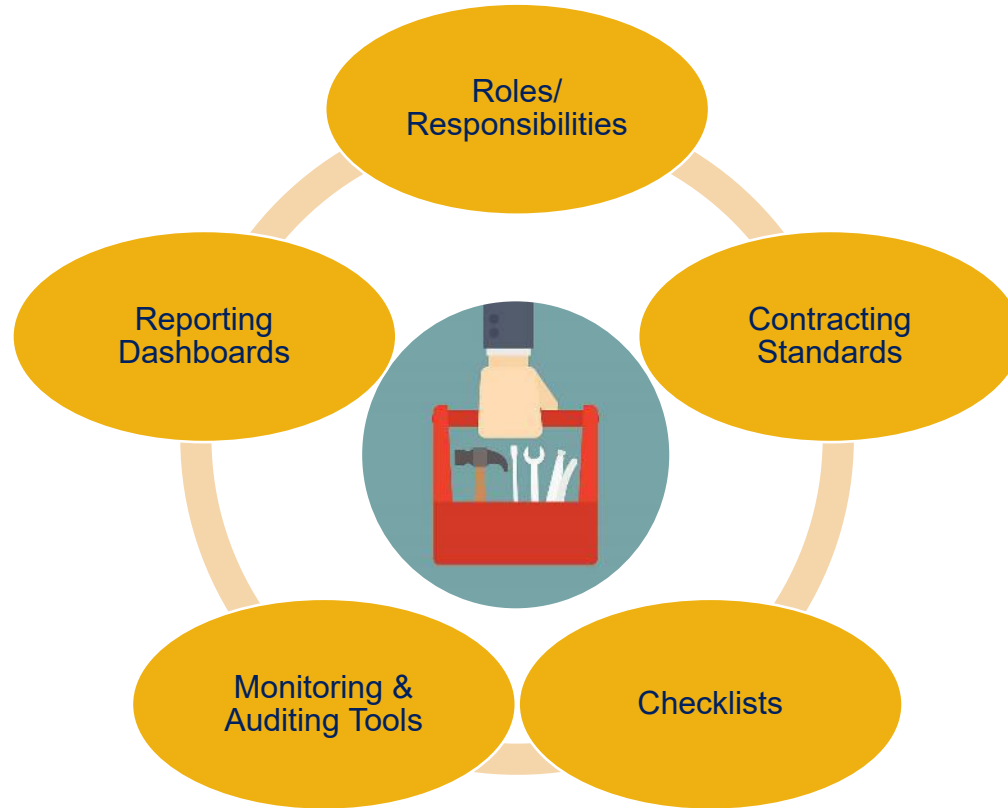 Roles/
Responsibilities
Contracting
Standards
Checklists
Monitoring &
Auditing Tools
Reporting
Dashboards